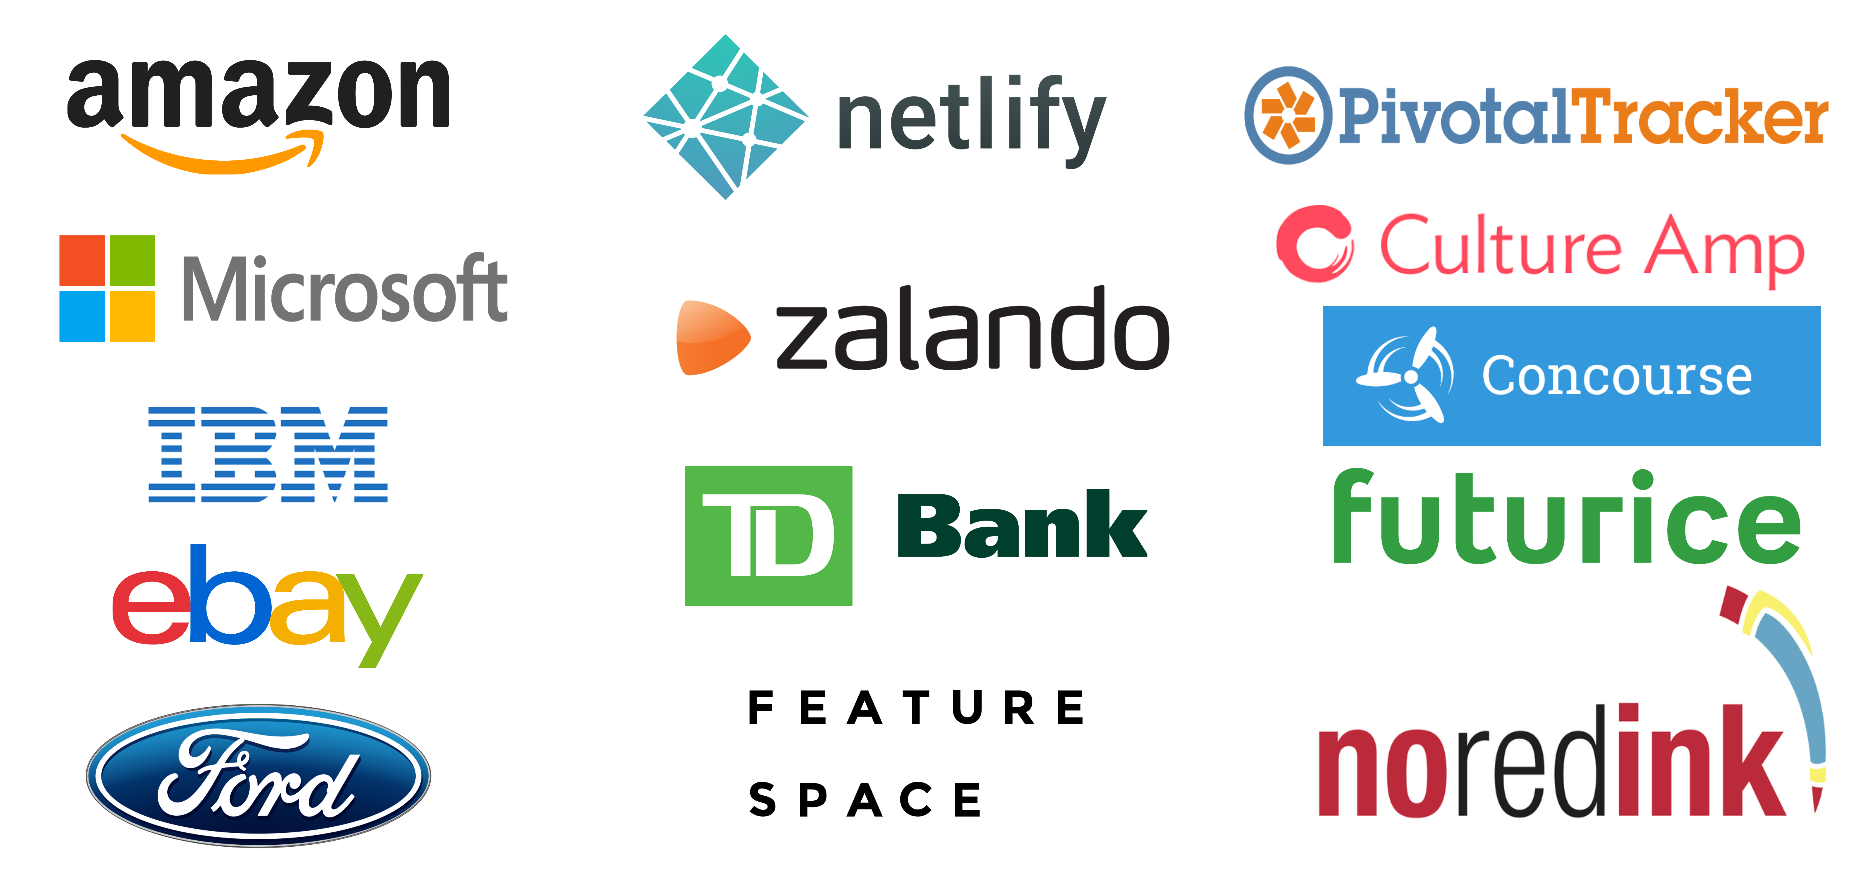 amazon
Microsoft
IBM
ebay
Ford
netlify
zalando
TD Bank
FEATURE
SPACE
PivotalTracker
Culture Amp
Concourse
futurice
noredink